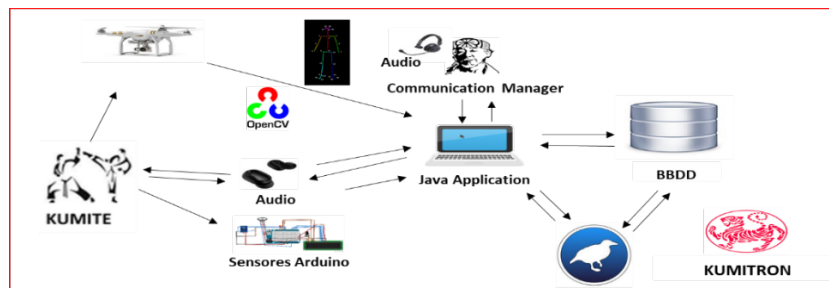 Audio
Communication Manager
OpenCV
Java Application
BBDD
KUMITE
Audio
Sensores Arduino
KUMITRON